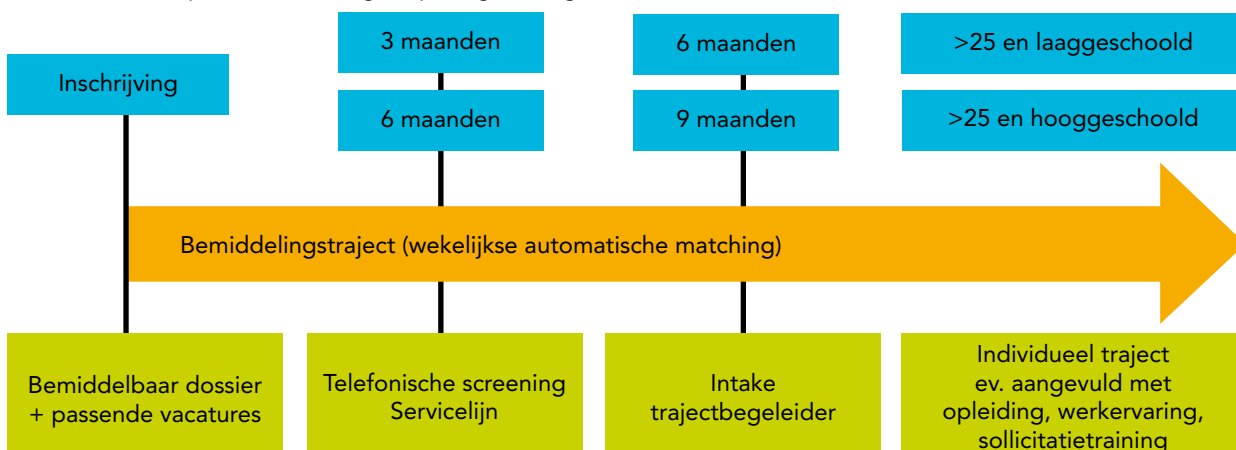 3 maanden
6 maanden
>25 en laaggeschoold
Inschrijving
6 maanden
9 maanden
>25 en hooggeschoold
Bemiddelingstraject (wekelijkse automatische matching)
Bemiddelbaar dossier
+ passende vacatures
Telefonische screening
Servicelijn
Intake
trajectbegeleider
Individueel traject
ev. aangevuld met
opleiding, werkervaring,
sollicitatietraining